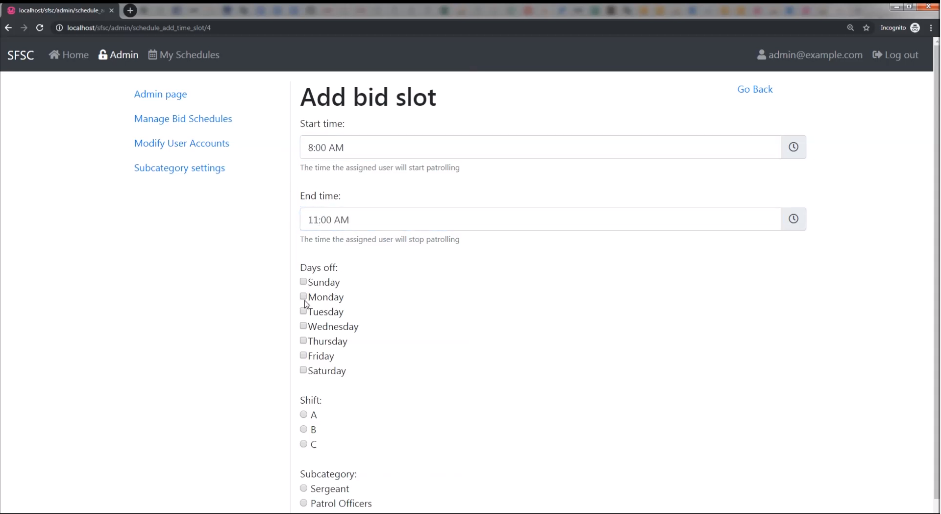 localhost/sfsc/admin/schedule_a
localhost/sfsc/admin/schedule_add_time_slot/4
Incognito
SFSC Home Admin My Schedules admin@example.com Log out
Admin page
Manage Bid Schedules
Modify User Accounts
Subcategory settings
Add bid slot
Go Back
Start time:
8:00 AM
The time the assigned user will start patrolling
End time:
11:00 AM
The time the assigned user will stop patrolling
Days off:
Sunday
Monday
Tuesday
Wednesday
Thursday
Friday
Saturday
Shift:
A
B
C
Subcategory:
Sergeant
Patrol Officers